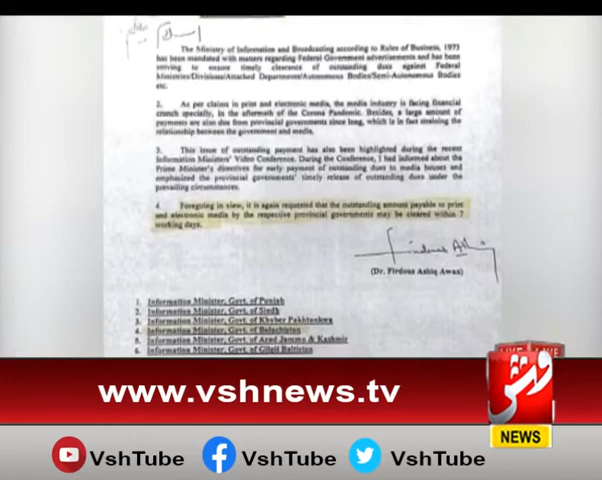 The Ministry of Information and Broadcasting according to Rules of Business, 1973
has been mandated with matters regarding Federal Government advertisements and has been
striving to ensure timely clearance of outstanding dues against Federal
Ministries/Divisions/Attached Departments/Autonomous Bodies/Semi-Autonomous Bodies
etc.
2. As per claims in print and electronic media, the media industry is facing financial
crunch specially, in the aftermath of the Corona Pandemic. Besides, a large amount of
payments are also due from provincial governments since long, which is in fact straining the
relationship between the government and media.
3. This issue of outstanding payment has also been highlighted during the recent
Information Ministers' Video Conference. During the Conference, I had informed about the
Prime Minister's directives for early payment of outstanding dues to media houses and
emphasized the provincial governments' timely release of outstanding dues under the
prevailing circumstances.
4. Foregoing in view, it is again requested that the outstanding amount payable to print
and electronic media by the respective provincial governments may be cleared within 7
working days.
(Dr. Firdous Ashiq Awan)
1. Information Minister, Govt. of Punjab
2. Information Minister, Govt. of Sindh
3. Information Minister, Govt. of Khyber Pakhtunkwa
4. Information Minister, Govt. of Baluchistan
5. Information Minister, Govt. of Azad Jammu & Kashmir
6. Information Minister, Govt. of Gilgit Baltistan
LIVE LIVE
www.vshnews.tv
وش
NEWS
VshTube VshTube VshTube